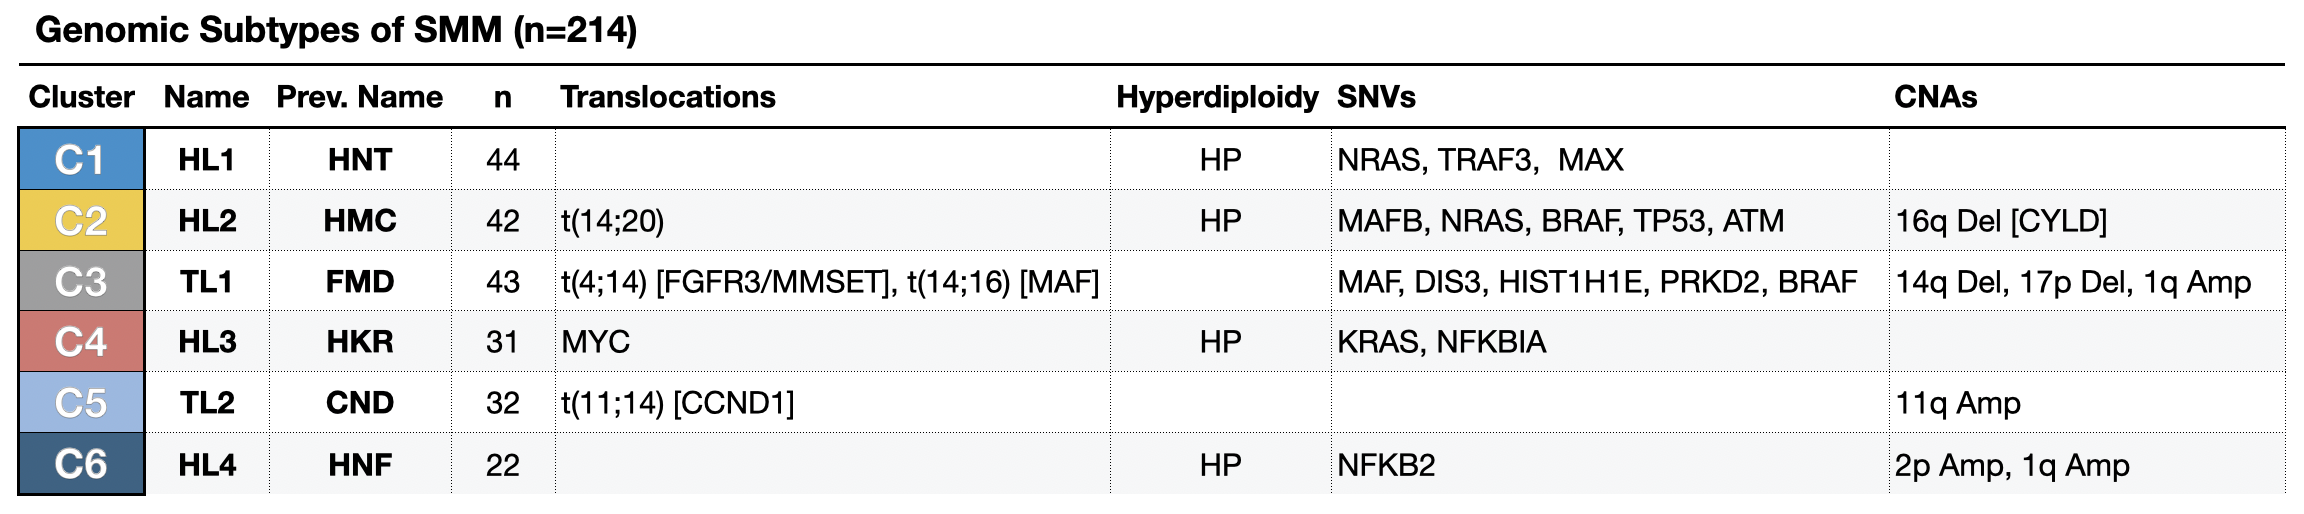 Genomic Subtypes of SMM (n=214)
Cluster Name Prev. Name n Translocations Hyperdiploidy SNVs CNAs
C1 HL1 HNT 44 HP NRAS, TRAF3, MAX
C2 HL2 HMC 42 t(14;20) HP MAFB, NRAS, BRAF, TP53, ATM 16q Del [CYLD]
C3 TL1 FMD 43 t(4;14) [FGFR3/MMSET], t(14;16) [MAF] MAF, DIS3, HIST1H1E, PRKD2, BRAF 14q Del, 17p Del, 1q Amp
C4 HL3 HKR 31 MYC HP KRAS, NFKBIA
C5 TL2 CND 32 t(11;14) [CCND1] 11q Amp
C6 HL4 HNF 22 HP NFKB2 2p Amp, 1q Amp